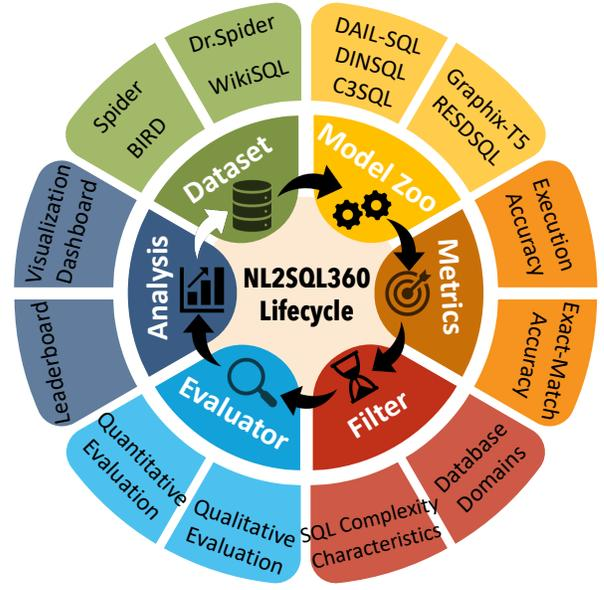 NL2SQL360
Lifecycle
Dataset
Spider
BIRD
Dr.Spider
WikiSQL
Model Zoo
DAIL-SQL
DINSQL
C3SQL
Graphix-T5
RESDSQL
Metrics
Execution
Accuracy
Exact-Match
Accuracy
Filter
Database
Domains
SQL Complexity
Characteristics
Evaluator
Qualitative
Evaluation
Quantitative
Evaluation
Analysis
Leaderboard
Visualization
Dashboard